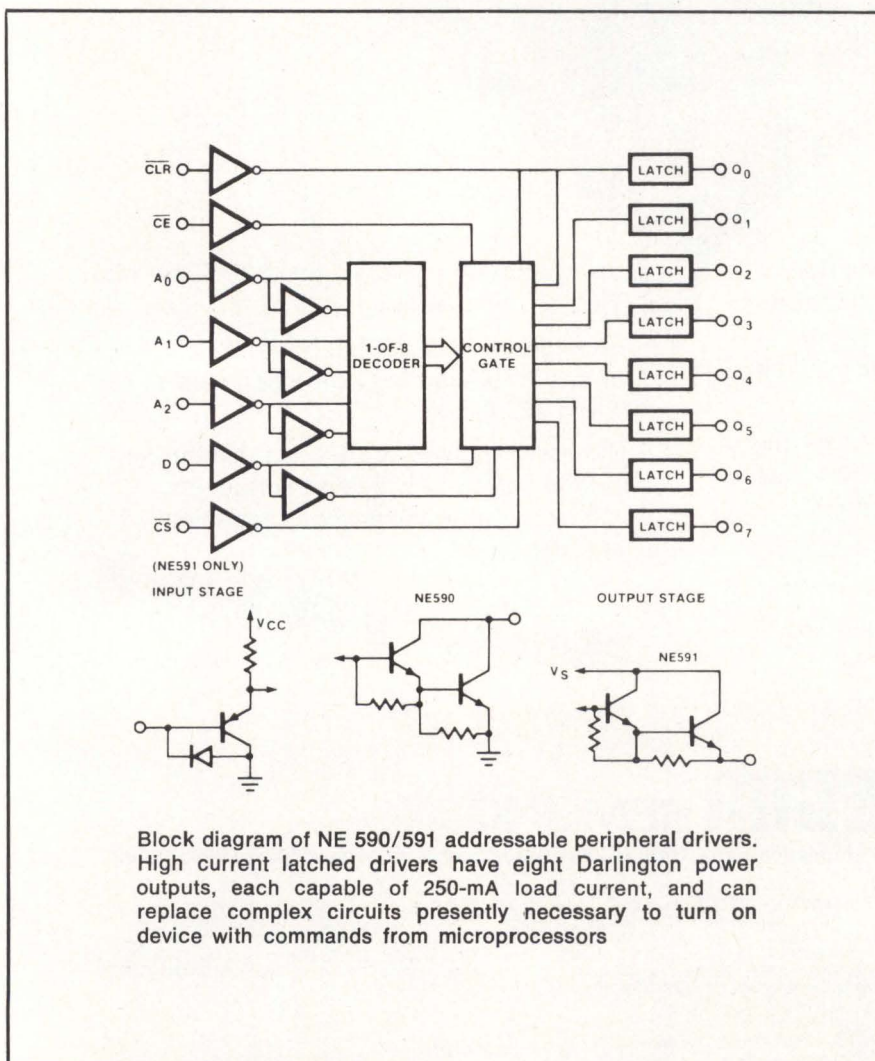 C̅L̅R̅
LATCH Q0
C̅E̅
LATCH Q1
A0
LATCH Q2
A1
1-OF-8
DECODER
CONTROL
GATE
LATCH Q3
A2
LATCH Q4
LATCH Q5
D
LATCH Q6
C̅S̅
LATCH Q7
(NE591 ONLY)
INPUT STAGE
NE590
OUTPUT STAGE
VCC
NE591
VS
Block diagram of NE 590/591 addressable peripheral drivers.
High current latched drivers have eight Darlington power
outputs, each capable of 250-mA load current, and can
replace complex circuits presently necessary to turn on
device with commands from microprocessors